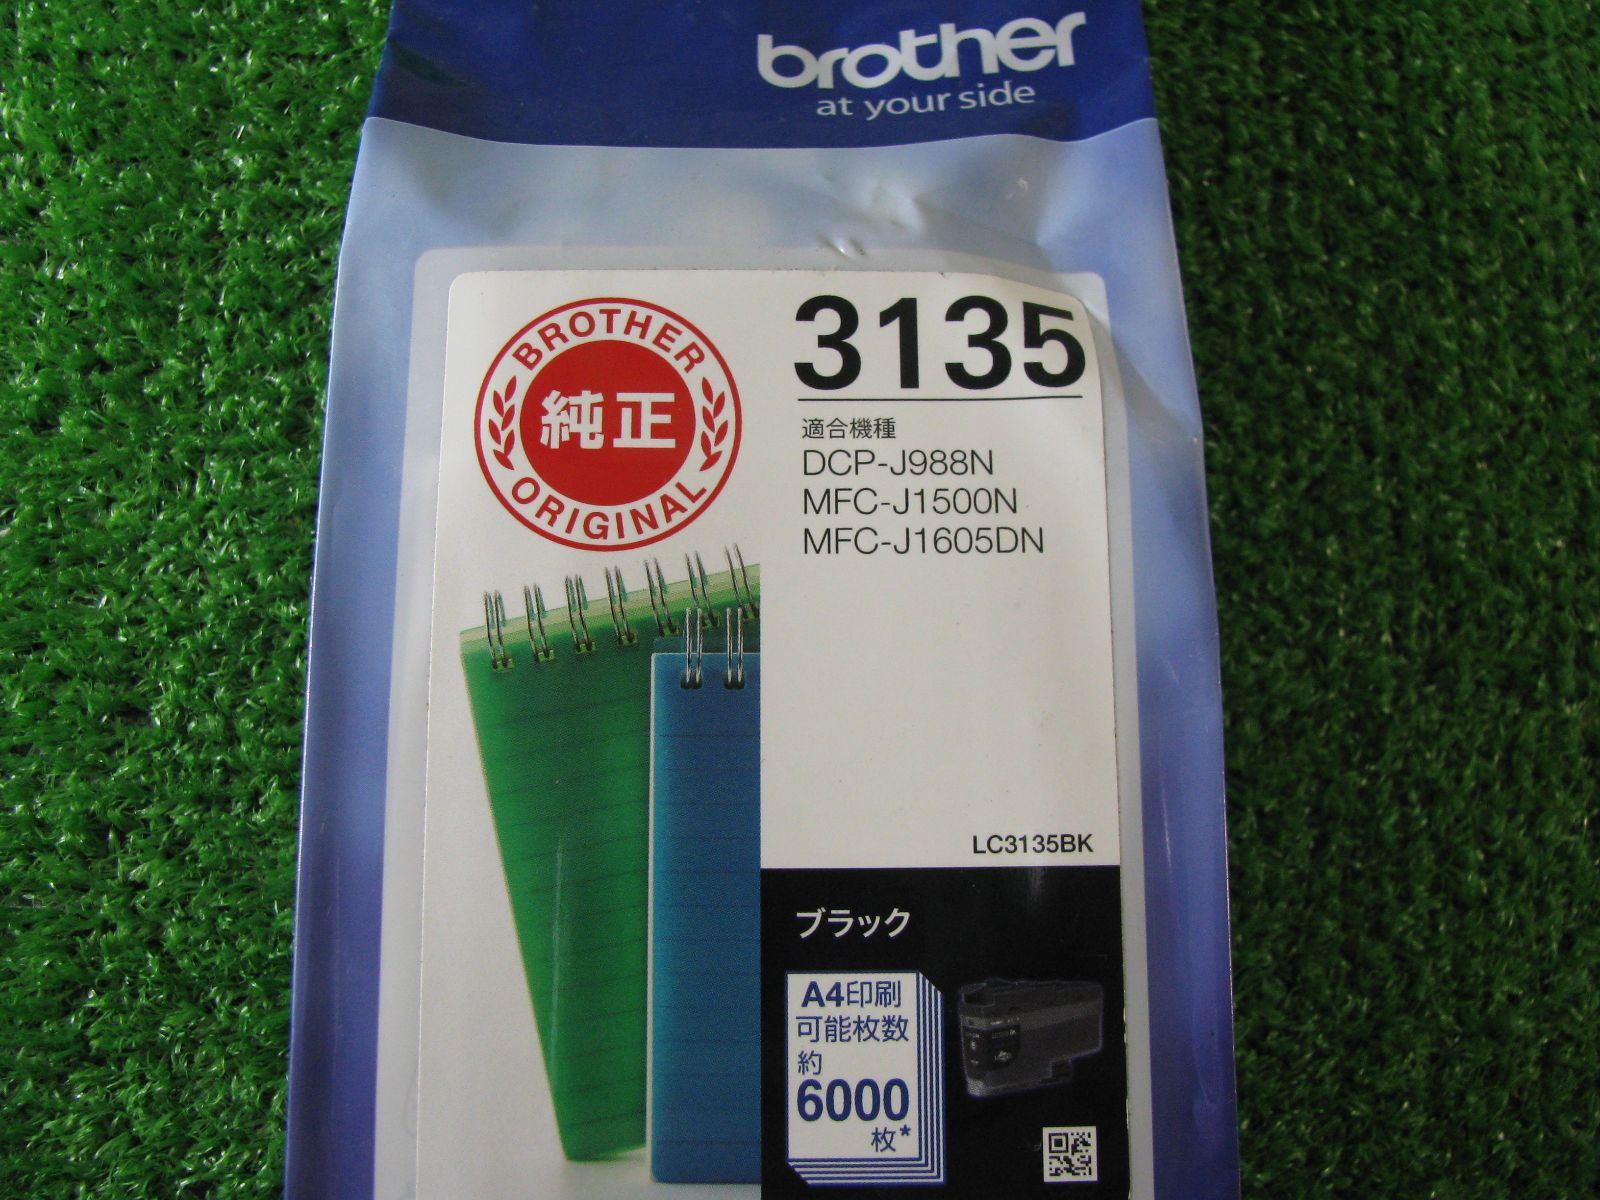 brother
at your side
BROTHER
純正
ORIGINAL
3135
適合機種
DCP-J988N
MFC-J1500N
MFC-J1605DN
LC3135BK
ブラック
A4印刷
可能枚数
約
6000
枚*